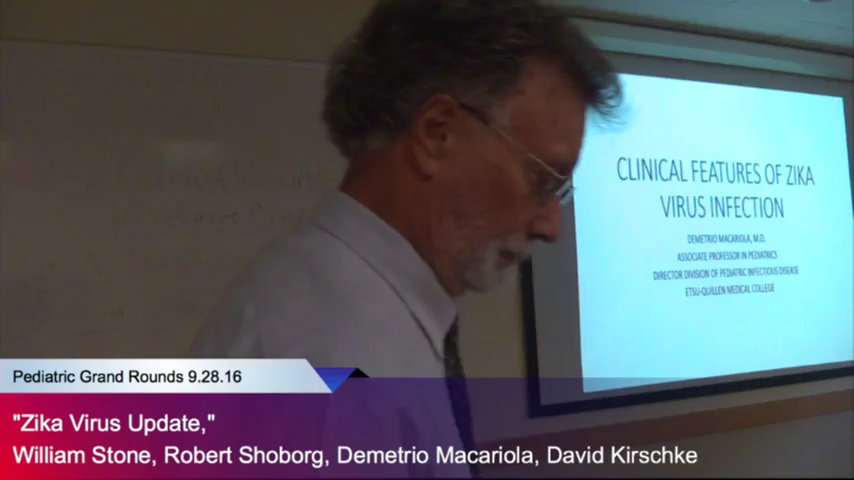 CLINICAL FEATURES OF ZIKA
VIRUS INFECTION
DEMETRIO MACARIOLA, M.D.
ASSOCIATE PROFESSOR IN PEDIATRICS
DIRECTOR DIVISION OF PEDIATRIC INFECTIOUS DISEASE
ETSU-QUILLEN MEDICAL COLLEGE
Pediatric Grand Rounds 9.28.16
"Zika Virus Update,"
William Stone, Robert Shoborg, Demetrio Macariola, David Kirschke